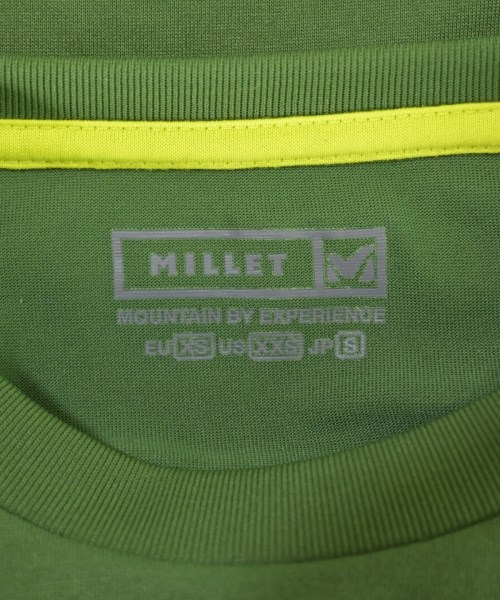 MILLET
MOUNTAIN BY EXPERIENCE
EU XS US XXS JP S